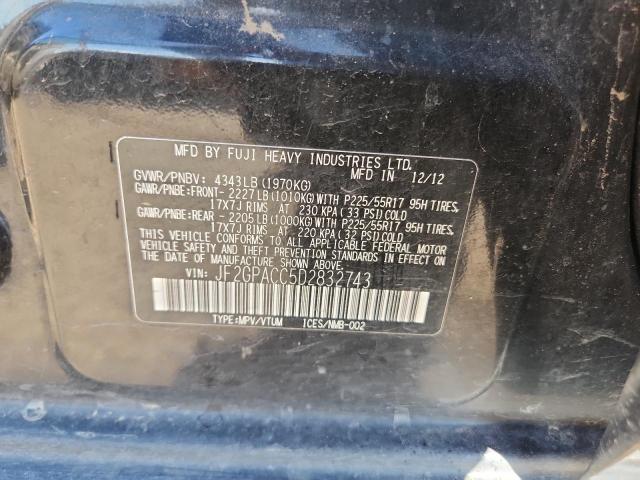 MFD BY FUJI HEAVY INDUSTRIES LTD.
MFD IN 12/12
GVWR/PNBV: 4343LB(1970KG)
GAWR/PNBE:FRONT- 2227LB(1010KG)WITH P225/55R17 95H TIRES,
17X7J RIMS AT 230 KPA(33 PSI)COLD
GAWR/PNBE:REAR - 2205LB(1000KG)WITH P225/55R17 95H TIRES,
17X7J RIMS AT 220 KPA(32 PSI)COLD
THIS VEHICLE CONFORMS TO ALL APPLICABLE FEDERAL MOTOR
VEHICLE SAFETY AND THEFT PREVENTION STANDARDS IN EFFECT ON
THE DATE OF MANUFACTURE SHOWN ABOVE.
VIN: JF2GPACC5D2832743
TYPE:MPV/VTUM ICES/NMB-002